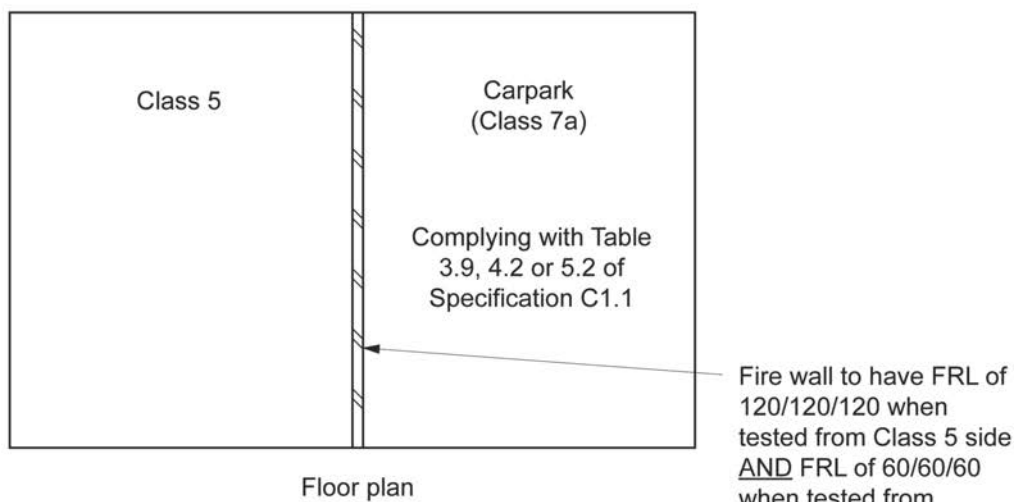 Class 5
Carpark
(Class 7a)
Complying with Table
3.9, 4.2 or 5.2 of
Specification C1.1
Fire wall to have FRL of
120/120/120 when
tested from Class 5 side
AND FRL of 60/60/60
when tested from
Floor plan